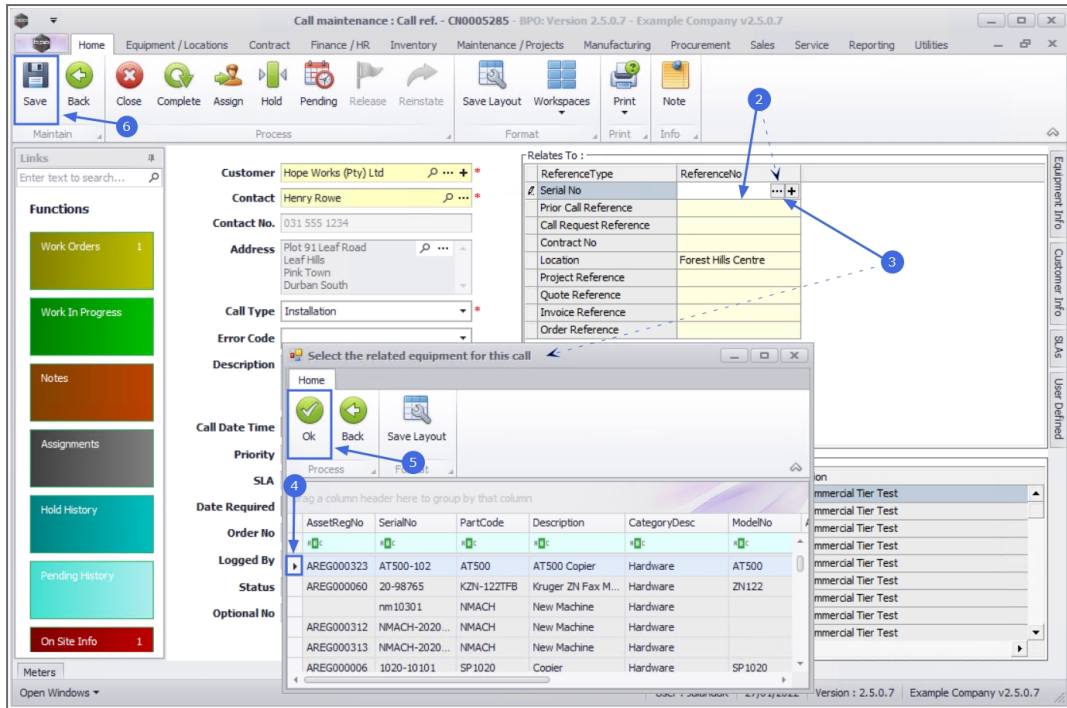 Call maintenance : Call ref. - CN0005285 - BPO: Version 2.5.0.7 - Example Company v2.5.0.7
Home Equipment / Locations Contract Finance / HR Inventory Maintenance / Projects Manufacturing Procurement Sales Service Reporting Utilities
Save Back Close Complete Assign Hold Pending Release Reinstate Save Layout Workspaces Print Note
2
6
Maintain Process Format Print Info
Links
Enter text to search...
Functions
Work Orders 1
Work In Progress
Notes
Assignments
Hold History
Pending History
On Site Info 1
Meters
Customer Hope Works (Pty) Ltd *
Contact Henry Rowe *
Contact No. 031 555 1234
Address Plot 91 Leaf Road
Leaf Hills
Pink Town
Durban South
Call Type Installation *
Error Code
Description
Call Date Time
Priority
SLA
Date Required
Order No
Logged By
Status
Optional No
Relates To :
ReferenceType ReferenceNo
Serial No
Prior Call Reference
Call Request Reference
Contract No
Location Forest Hills Centre
Project Reference
Quote Reference
Invoice Reference
Order Reference
3
Equipment Info
Customer Info
SLAs
User Defined
Select the related equipment for this call
Home
Ok Back Save Layout
5
Process
4
Drag a column header here to group by that column
AssetRegNo SerialNo PartCode Description CategoryDesc ModelNo
AREG000323 AT500-102 AT500 AT500 Copier Hardware AT500
AREG000060 20-98765 KZN-122TFB Kruger ZN Fax M... Hardware ZN122
nm10301 NMACH New Machine Hardware
AREG000312 NMACH-2020... NMACH New Machine Hardware
AREG000313 NMACH-2020... NMACH New Machine Hardware
AREG000006 1020-10101 SP1020 Copier Hardware SP1020
ion
mmercial Tier Test
mmercial Tier Test
mmercial Tier Test
mmercial Tier Test
mmercial Tier Test
mmercial Tier Test
mmercial Tier Test
mmercial Tier Test
mmercial Tier Test
Open Windows
27/01/2022 Version : 2.5.0.7 Example Company v2.5.0.7